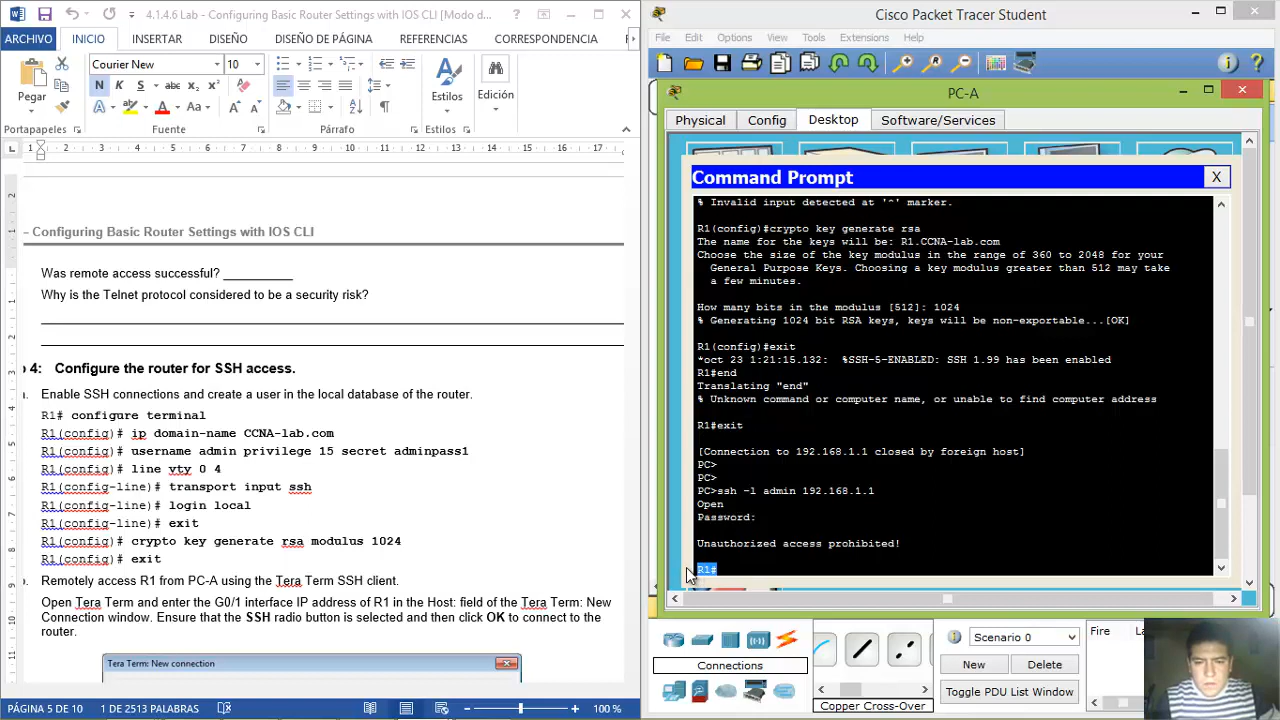 4.1.4.6 Lab - Configuring Basic Router Settings with IOS CLI [Modo d...
ARCHIVO INICIO INSERTAR DISEÑO DISEÑO DE PÁGINA REFERENCIAS CORRESPONDENCIA
Courier New 10
Pegar
N K S abc x₂ x²
Estilos
Edición
Portapapeles Fuente Párrafo Estilos
1 2 3 4 5 6 7 8 9 10 11 12 13 14 15 16 17
– Configuring Basic Router Settings with IOS CLI
Was remote access successful? ___________
Why is the Telnet protocol considered to be a security risk?
4: Configure the router for SSH access.
Enable SSH connections and create a user in the local database of the router.
R1# configure terminal
R1(config)# ip domain-name CCNA-lab.com
R1(config)# username admin privilege 15 secret adminpass1
R1(config)# line vty 0 4
R1(config-line)# transport input ssh
R1(config-line)# login local
R1(config-line)# exit
R1(config)# crypto key generate rsa modulus 1024
R1(config)# exit
Remotely access R1 from PC-A using the Tera Term SSH client.
Open Tera Term and enter the G0/1 interface IP address of R1 in the Host: field of the Tera Term: New
Connection window. Ensure that the SSH radio button is selected and then click OK to connect to the
router.
Tera Term: New connection
PÁGINA 5 DE 10 1 DE 2513 PALABRAS 100 %
Cisco Packet Tracer Student
File Edit Options View Tools Extensions Help
PC-A
Physical Config Desktop Software/Services
Command Prompt X
% Invalid input detected at '^' marker.
R1(config)#crypto key generate rsa
The name for the keys will be: R1.CCNA-lab.com
Choose the size of the key modulus in the range of 360 to 2048 for your
General Purpose Keys. Choosing a key modulus greater than 512 may take
a few minutes.
How many bits in the modulus [512]: 1024
% Generating 1024 bit RSA keys, keys will be non-exportable...[OK]
R1(config)#exit
*oct 23 1:21:15.132: %SSH-5-ENABLED: SSH 1.99 has been enabled
R1#end
Translating "end"
% Unknown command or computer name, or unable to find computer address
R1#exit
[Connection to 192.168.1.1 closed by foreign host]
PC>
PC>
PC>ssh -l admin 192.168.1.1
Open
Password:
Unauthorized access prohibited!
R1#
Connections
Copper Cross-Over
Scenario 0
New Delete
Toggle PDU List Window
Fire